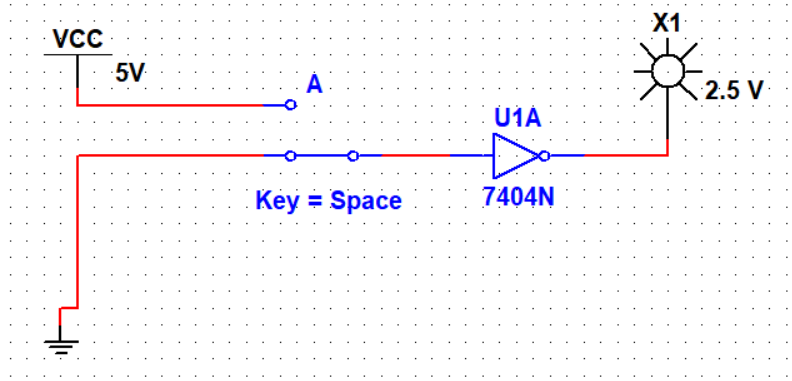 X1
VCC
5V
A
2.5 V
U1A
Key = Space
7404N